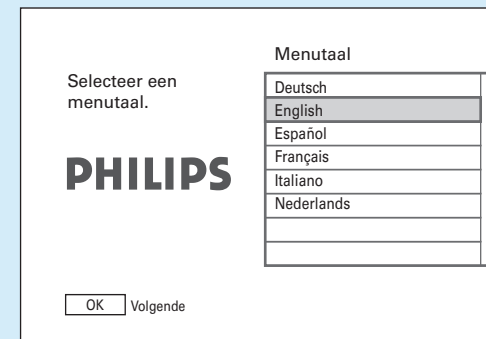 Menutaal
Selecteer een
menutaal.
PHILIPS
Deutsch
English
Español
Français
Italiano
Nederlands
OK Volgende